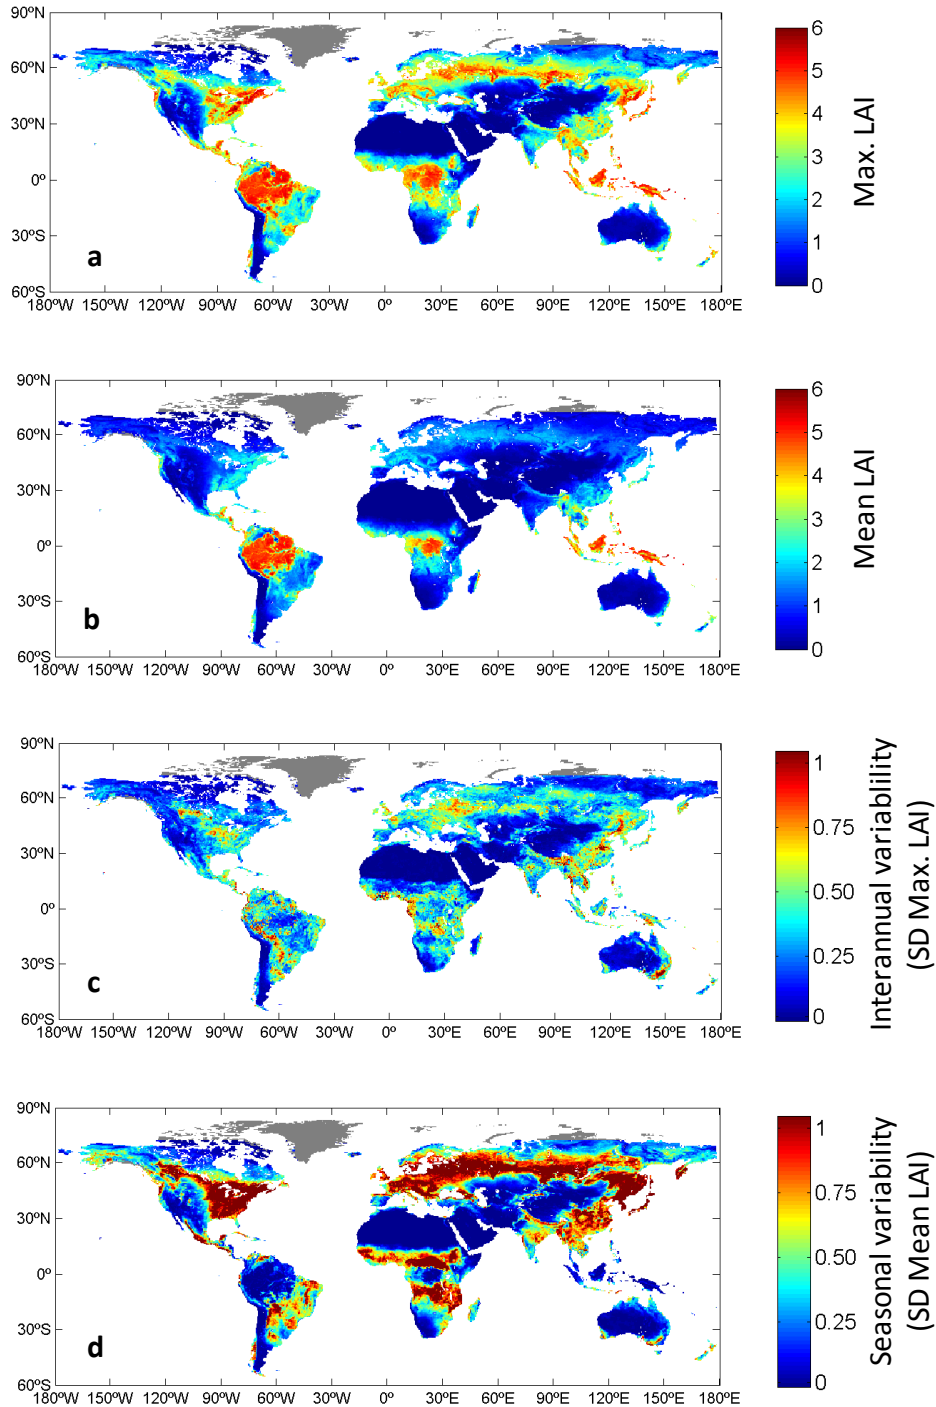 90ºN
60ºN
30ºN
0º
30ºS
60ºS
180ºW 150ºW 120ºW 90ºW 60ºW 30ºW 0º 30ºE 60ºE 90ºE 120ºE 150ºE 180ºE
a
6
5
4
3
2
1
0
Max. LAI
90ºN
60ºN
30ºN
0º
30ºS
60ºS
180ºW 150ºW 120ºW 90ºW 60ºW 30ºW 0º 30ºE 60ºE 90ºE 120ºE 150ºE 180ºE
b
6
5
4
3
2
1
0
Mean LAI
90ºN
60ºN
30ºN
0º
30ºS
60ºS
180ºW 150ºW 120ºW 90ºW 60ºW 30ºW 0º 30ºE 60ºE 90ºE 120ºE 150ºE 180ºE
c
1
0.75
0.50
0.25
0
Interannual variability
(SD Max. LAI)
90ºN
60ºN
30ºN
0º
30ºS
60ºS
180ºW 150ºW 120ºW 90ºW 60ºW 30ºW 0º 30ºE 60ºE 90ºE 120ºE 150ºE 180ºE
d
1
0.75
0.50
0.25
0
Seasonal variability
(SD Mean LAI)